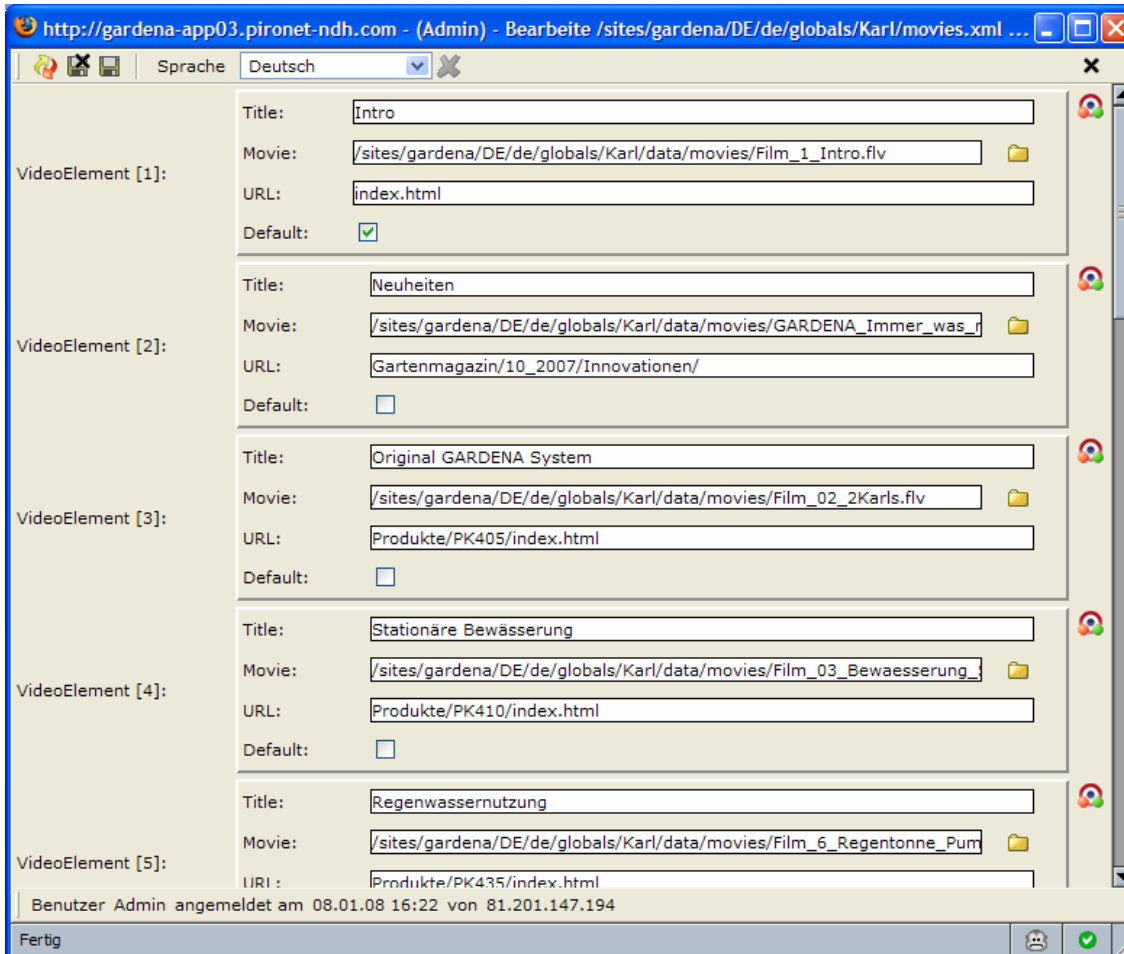 http://gardena-app03.pironet-ndh.com - (Admin) - Bearbeite /sites/gardena/DE/de/globals/Karl/movies.xml ...
Sprache Deutsch
VideoElement [1]:
Title: Intro
Movie: /sites/gardena/DE/de/globals/Karl/data/movies/Film_1_Intro.flv
URL: index.html
Default:
VideoElement [2]:
Title: Neuheiten
Movie: /sites/gardena/DE/de/globals/Karl/data/movies/GARDENA_Immer_was_
URL: Gartenmagazin/10_2007/Innovationen/
Default:
VideoElement [3]:
Title: Original GARDENA System
Movie: /sites/gardena/DE/de/globals/Karl/data/movies/Film_02_2Karls.flv
URL: Produkte/PK405/index.html
Default:
VideoElement [4]:
Title: Stationäre Bewässerung
Movie: /sites/gardena/DE/de/globals/Karl/data/movies/Film_03_Bewaesserung_
URL: Produkte/PK410/index.html
Default:
VideoElement [5]:
Title: Regenwassernutzung
Movie: /sites/gardena/DE/de/globals/Karl/data/movies/Film_6_Regentonne_Pum
URL: Produkte/PK435/index.html
Benutzer Admin angemeldet am 08.01.08 16:22 von 81.201.147.194
Fertig